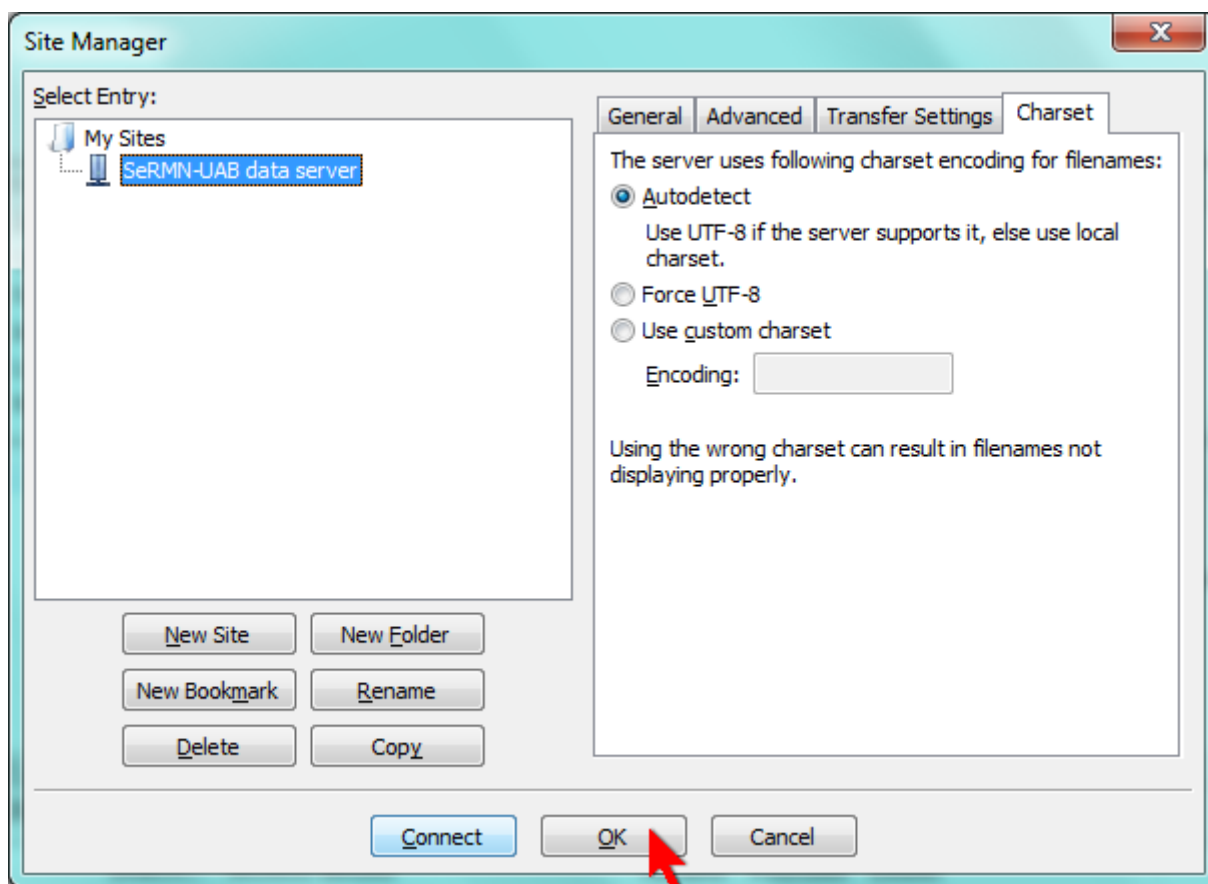 Site Manager
Select Entry:
My Sites
SeRMN-UAB data server
New Site
New Folder
New Bookmark
Rename
Delete
Copy
General
Advanced
Transfer Settings
Charset
The server uses following charset encoding for filenames:
Autodetect
Use UTF-8 if the server supports it, else use local
charset.
Force UTF-8
Use custom charset
Encoding:
Using the wrong charset can result in filenames not
displaying properly.
Connect
OK
Cancel